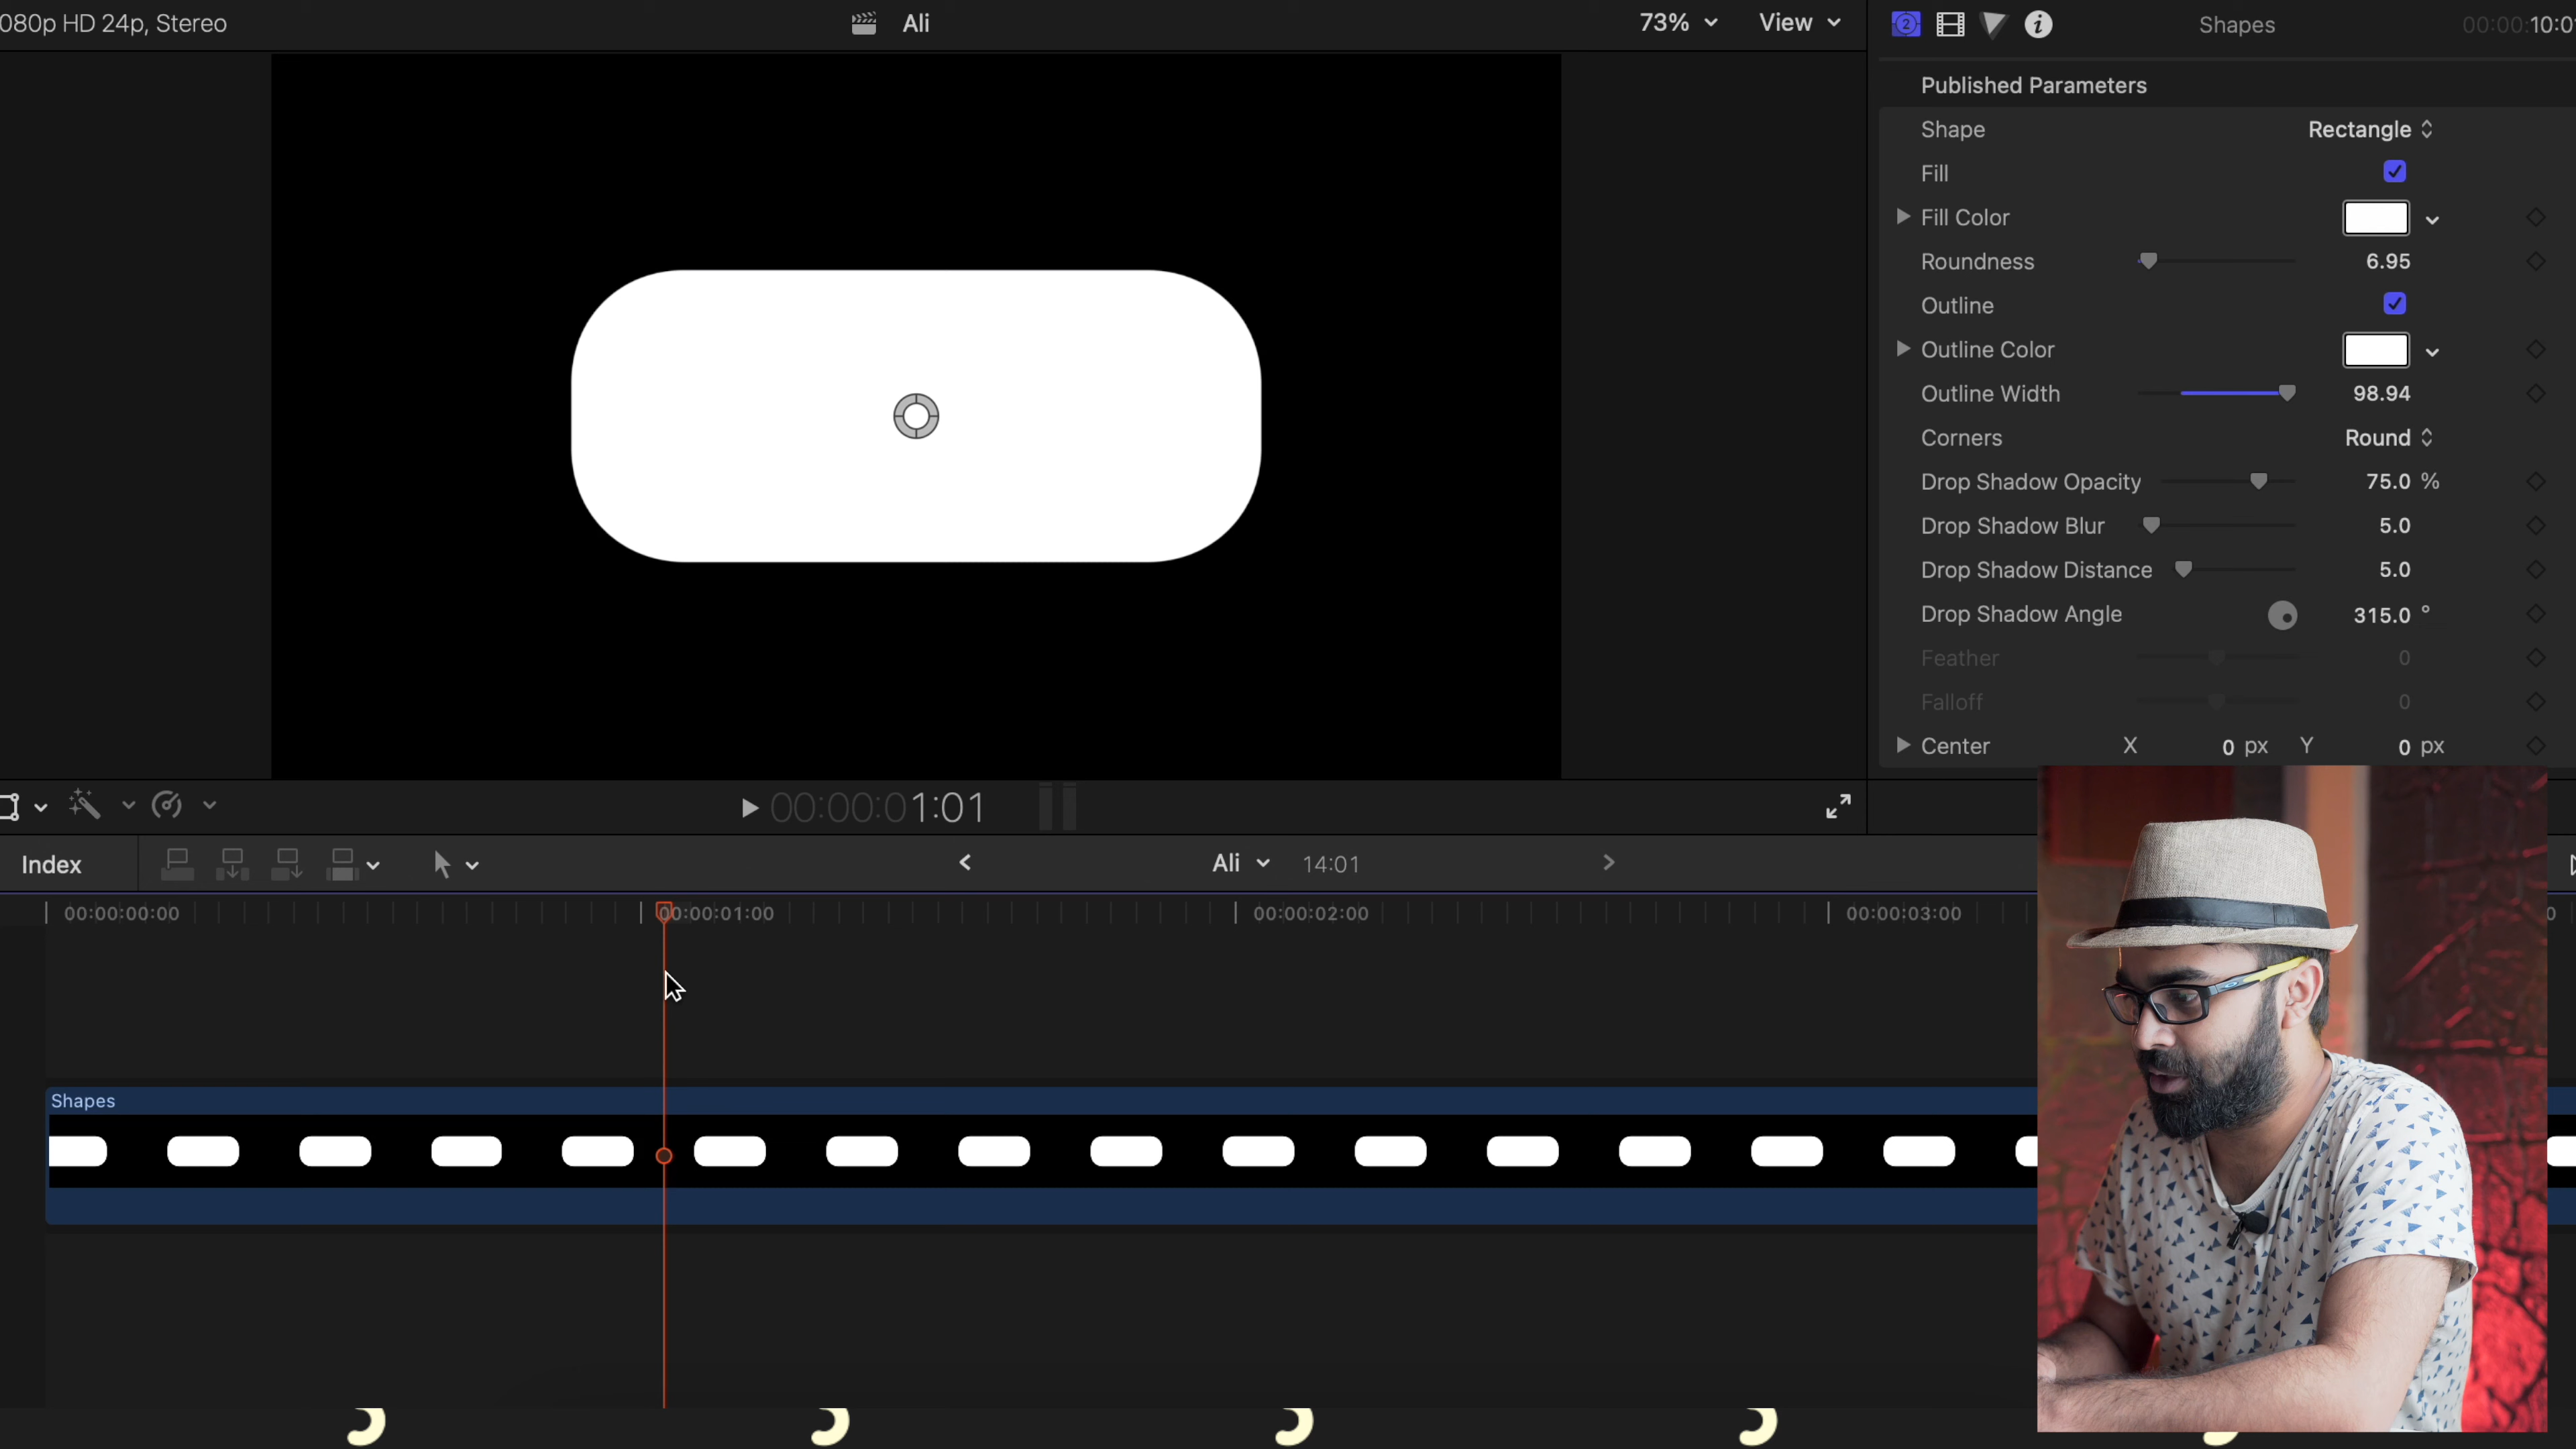 080p HD 24p, Stereo
Ali
73%
View
Shapes
00:00:10:0
Published Parameters
Shape Rectangle
Fill
Fill Color
Roundness 6.95
Outline
Outline Color
Outline Width 98.94
Corners Round
Drop Shadow Opacity 75.0 %
Drop Shadow Blur 5.0
Drop Shadow Distance 5.0
Drop Shadow Angle 315.0 °
Feather 0
Falloff 0
Center X 0 px Y 0 px
00:00:01:01
Index
Ali 14:01
00:00:00:00 00:00:01:00 00:00:02:00 00:00:03:00
Shapes